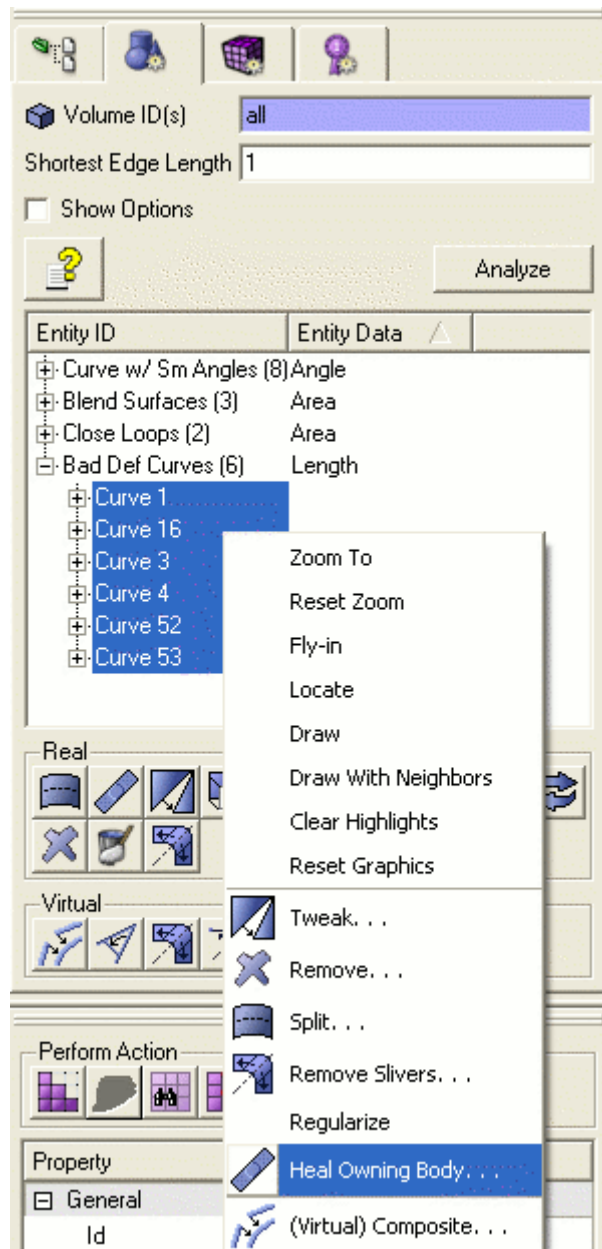 Volume ID(s) all
Shortest Edge Length 1
Show Options
Analyze
Entity ID Entity Data
Curve w/ Sm Angles (8) Angle
Blend Surfaces (3) Area
Close Loops (2) Area
Bad Def Curves (6) Length
Curve 1
Curve 16
Curve 3
Curve 4
Curve 52
Curve 53
Zoom To
Reset Zoom
Fly-in
Locate
Draw
Draw With Neighbors
Clear Highlights
Reset Graphics
Tweak. . .
Remove. . .
Split. . .
Remove Slivers. . .
Regularize
Heal Owning Body. . .
(Virtual) Composite. . .
Real
Virtual
Perform Action
Property
General
Id